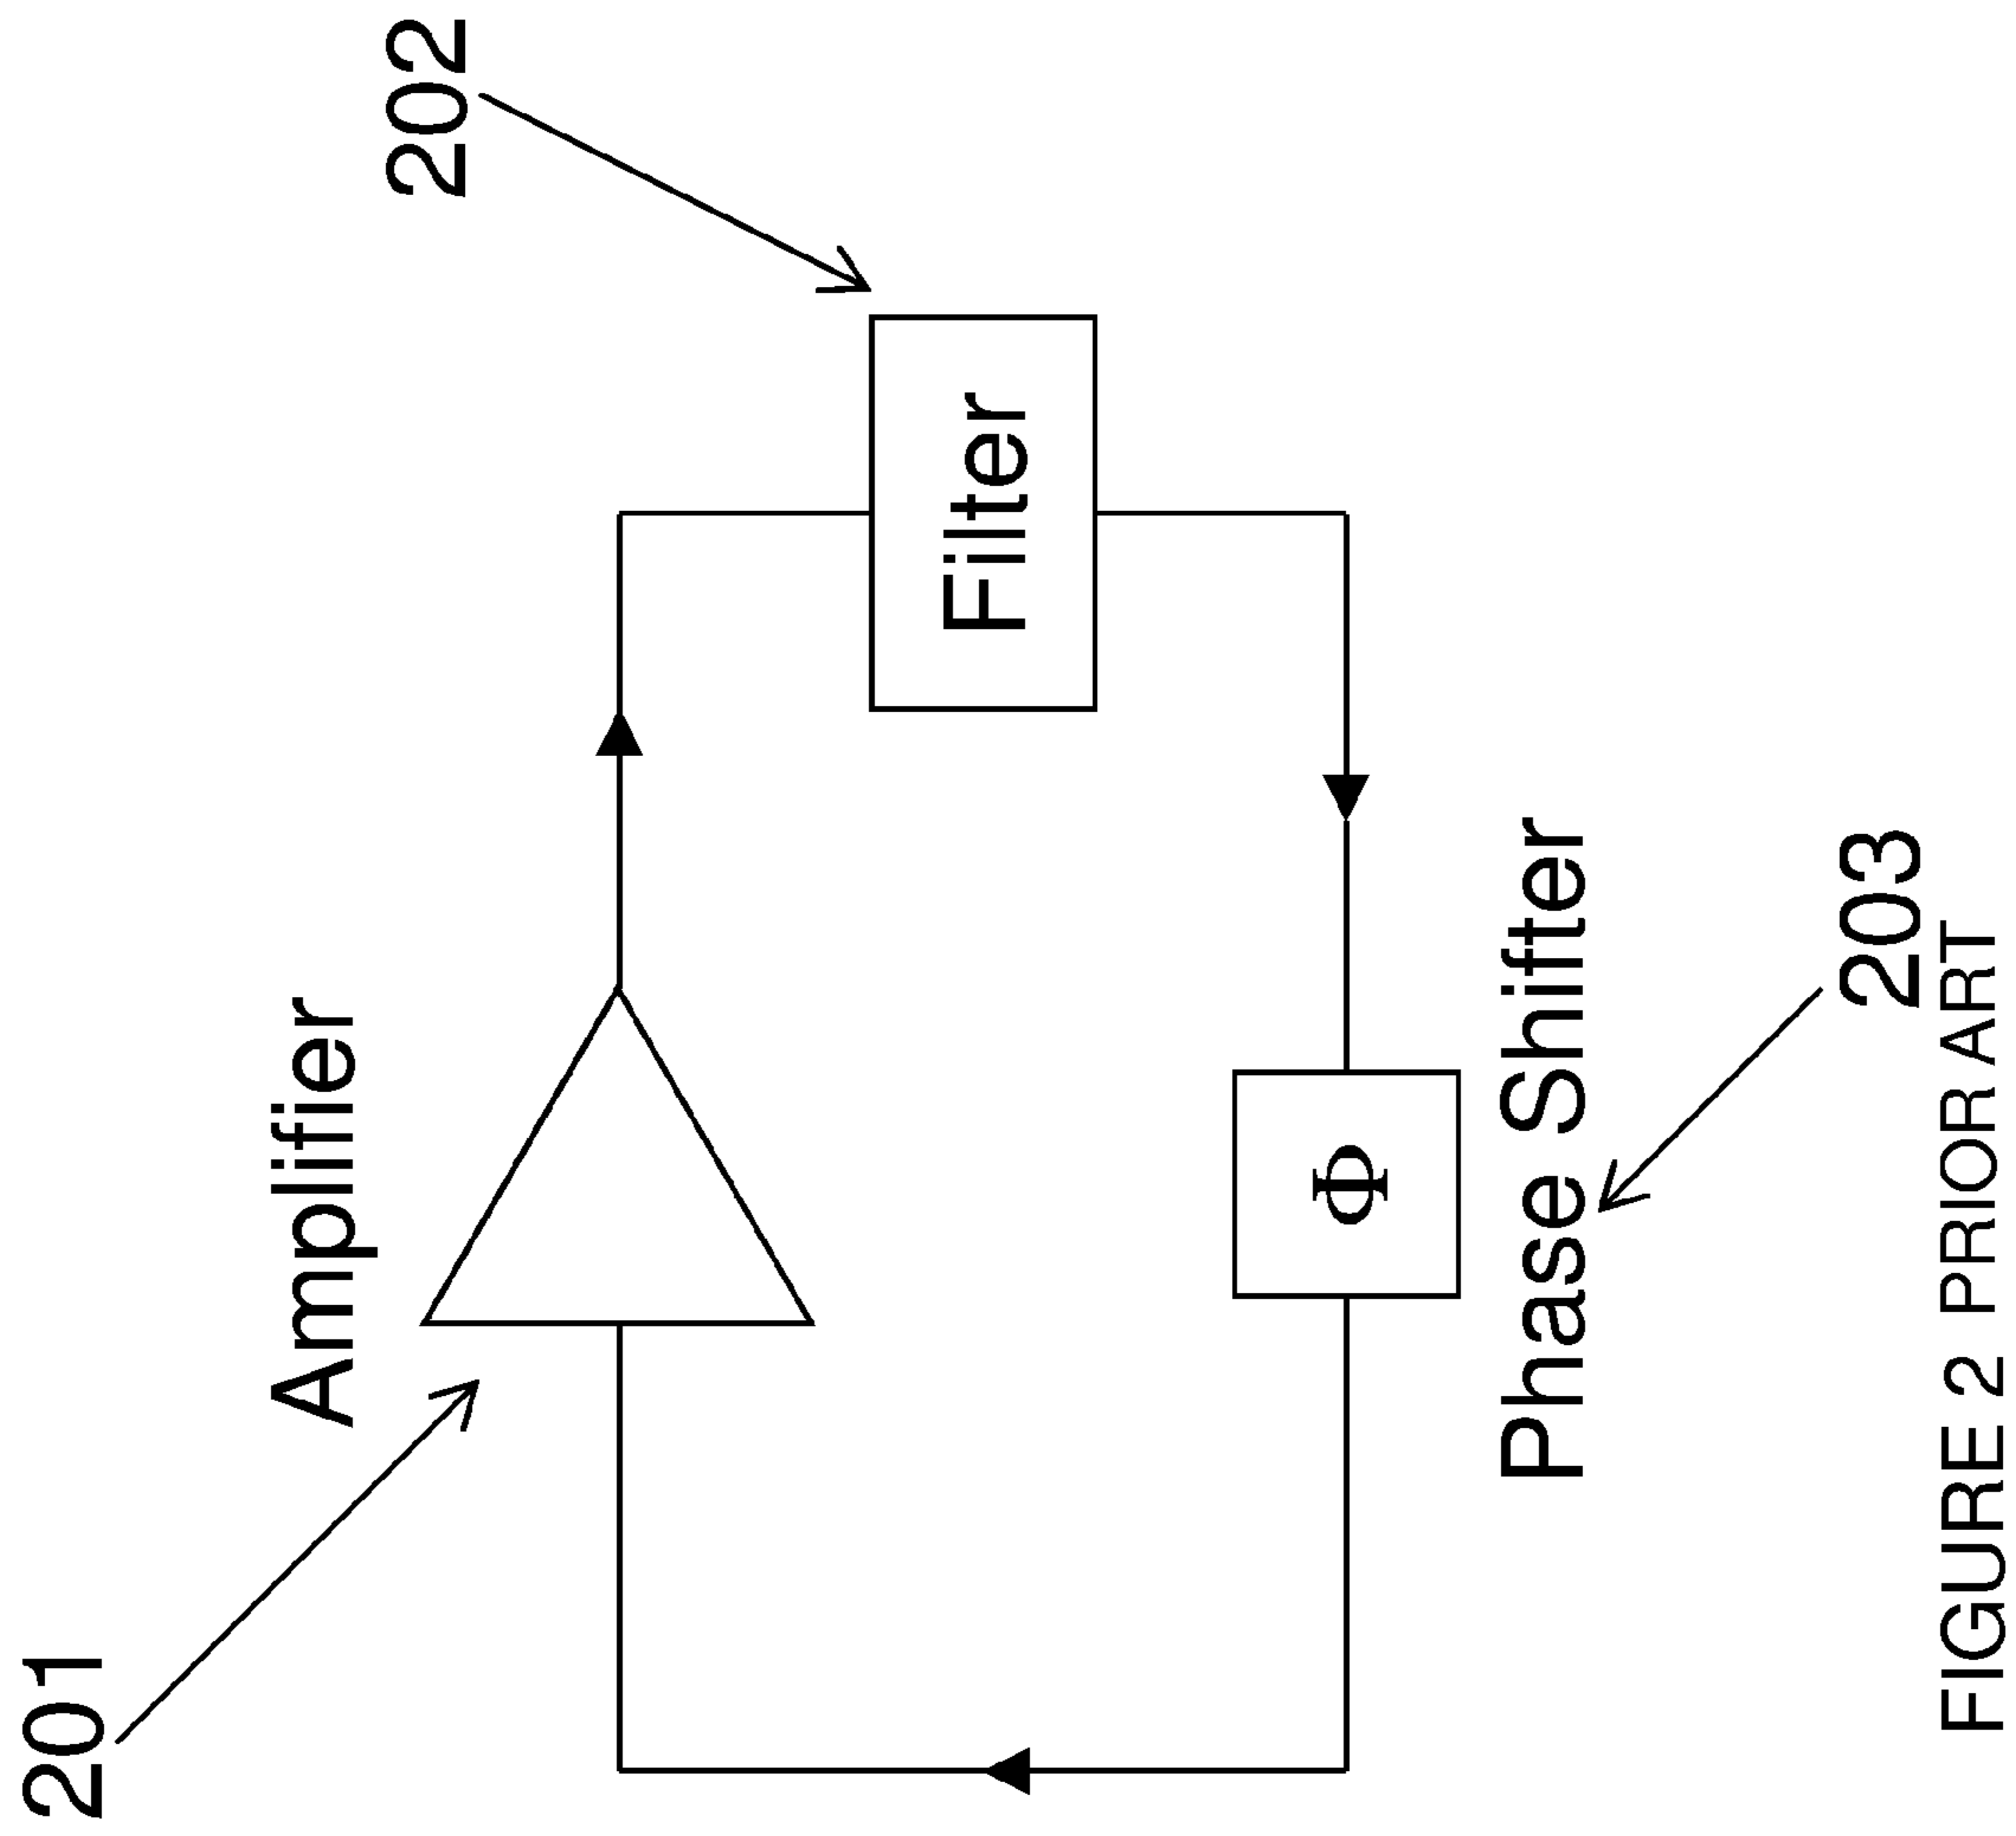 201
Amplifier
202
Filter
Φ
Phase Shifter
203
FIGURE 2 PRIOR ART